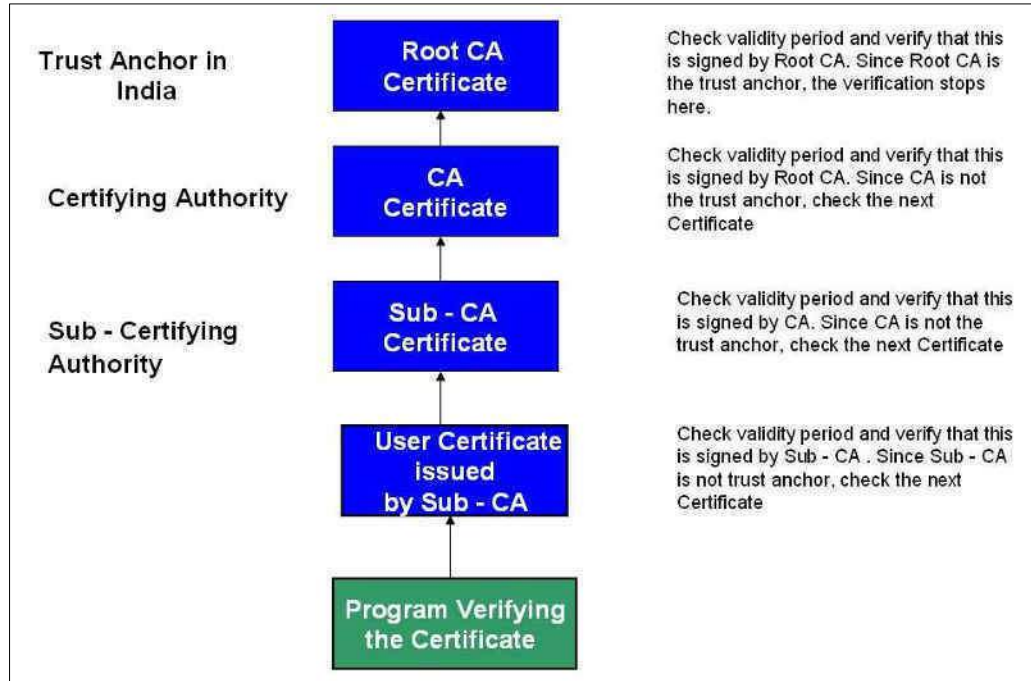 Trust Anchor in
India
Root CA
Certificate
Check validity period and verify that this
is signed by Root CA. Since Root CA is
the trust anchor, the verification stops
here.
Certifying Authority
CA
Certificate
Check validity period and verify that this
is signed by Root CA. Since CA is not
the trust anchor, check the next
Certificate
Sub - Certifying
Authority
Sub - CA
Certificate
Check validity period and verify that this
is signed by CA. Since CA is not the
trust anchor, check the next Certificate
User Certificate
issued
by Sub - CA
Check validity period and verify that this
is signed by Sub - CA . Since Sub - CA
is not trust anchor, check the next
Certificate
Program Verifying
the Certificate